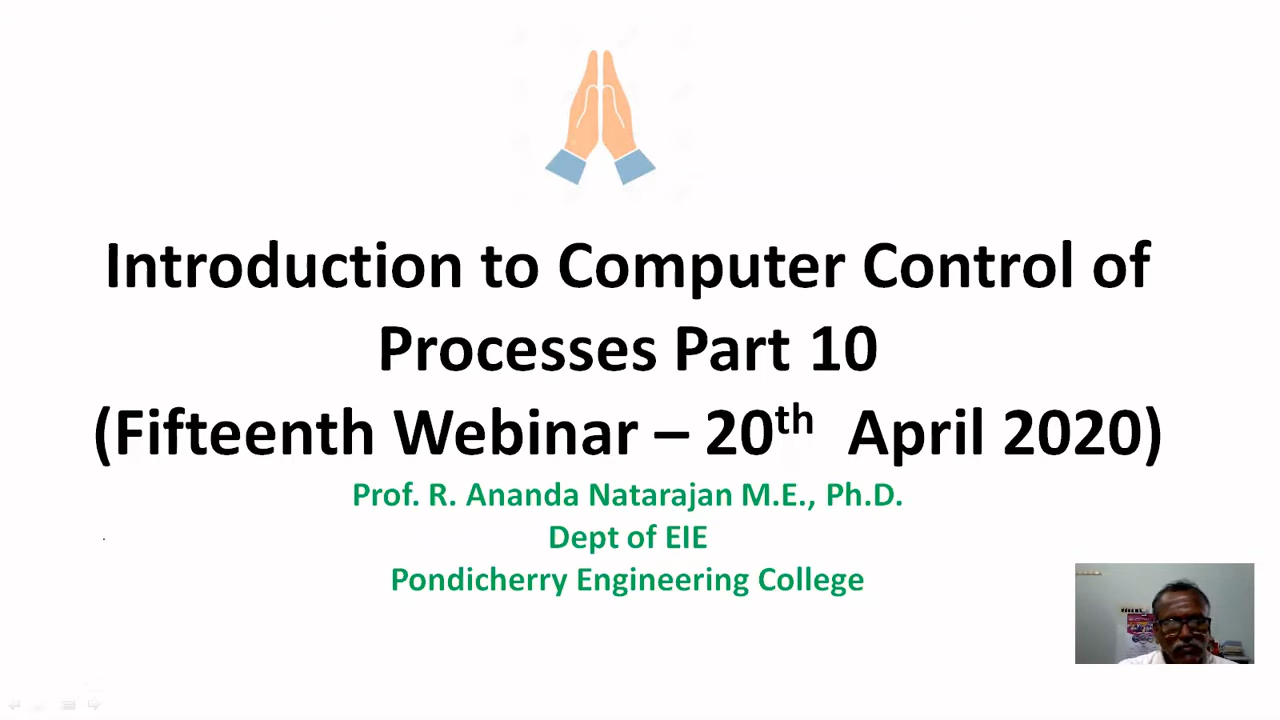 Introduction to Computer Control of
Processes Part 10
(Fifteenth Webinar – 20th April 2020)
Prof. R. Ananda Natarajan M.E., Ph.D.
Dept of EIE
Pondicherry Engineering College